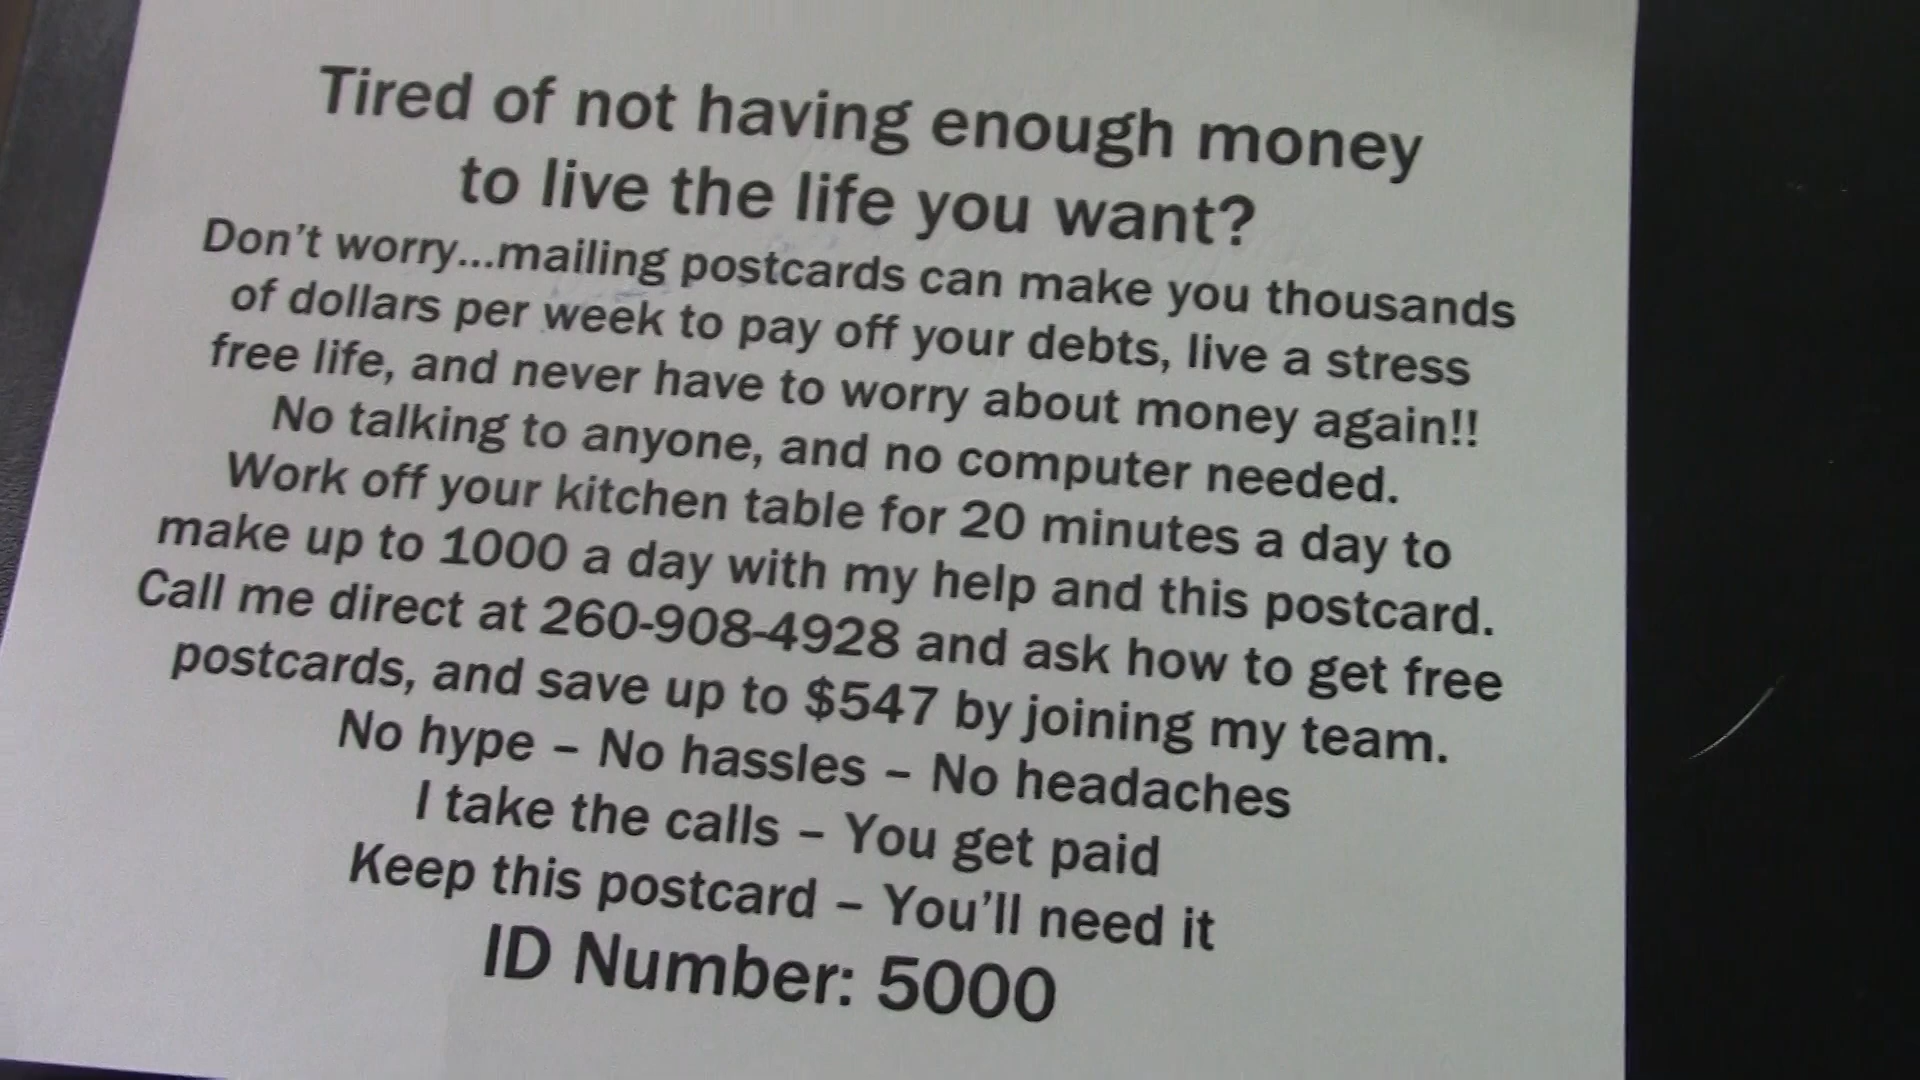 Tired of not having enough money
to live the life you want?
Don't worry...mailing postcards can make you thousands
of dollars per week to pay off your debts, live a stress
free life, and never have to worry about money again!!
No talking to anyone, and no computer needed.
Work off your kitchen table for 20 minutes a day to
make up to 1000 a day with my help and this postcard.
Call me direct at 260-908-4928 and ask how to get free
postcards, and save up to $547 by joining my team.
No hype – No hassles – No headaches
I take the calls – You get paid
Keep this postcard – You'll need it
ID Number: 5000